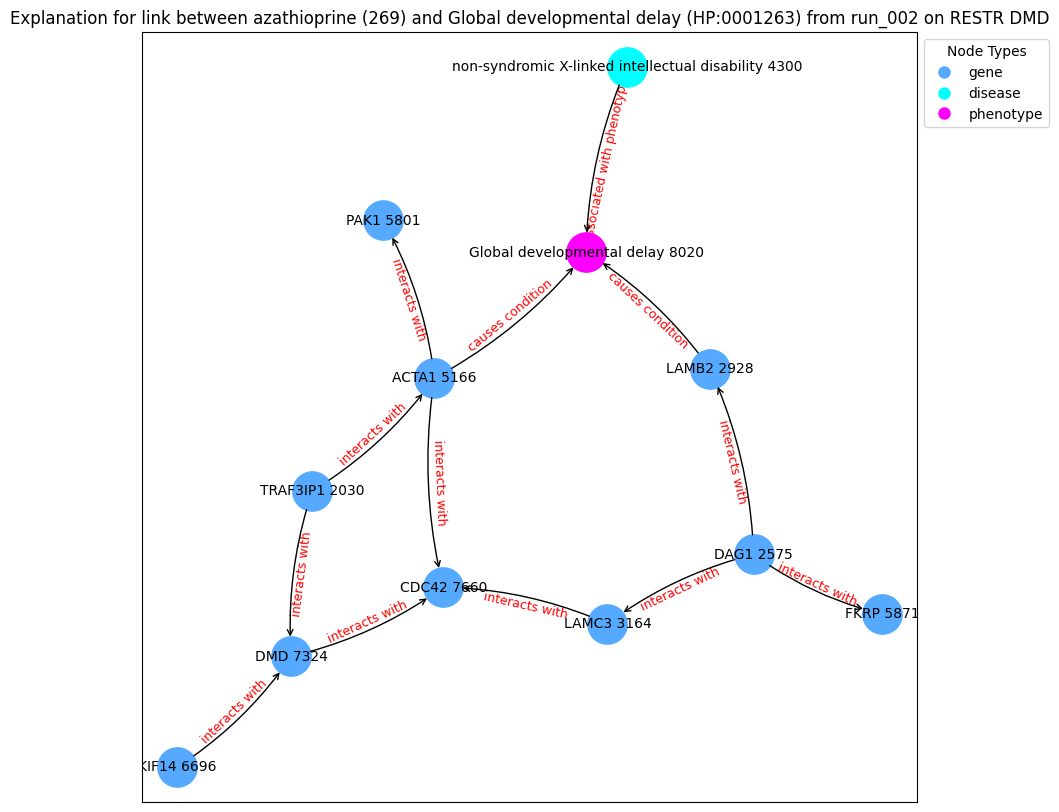 Explanation for link between azathioprine (269) and Global developmental delay (HP:0001263) from run_002 on RESTR DMD
Node Types
gene
disease
phenotype
non-syndromic X-linked intellectual disability 4300
PAK1 5801
Global developmental delay 8020
interacts with
causes condition
causes condition
ACTA1 5166
LAMB2 2928
interacts with
interacts with
interacts with
TRAF3IP1 2030
interacts with
DAG1 2575
interacts with
interacts with
CDC42 7660
interacts with
interacts with
LAMC3 3164
FKRP 5871
DMD 7324
interacts with
KIF14 6696